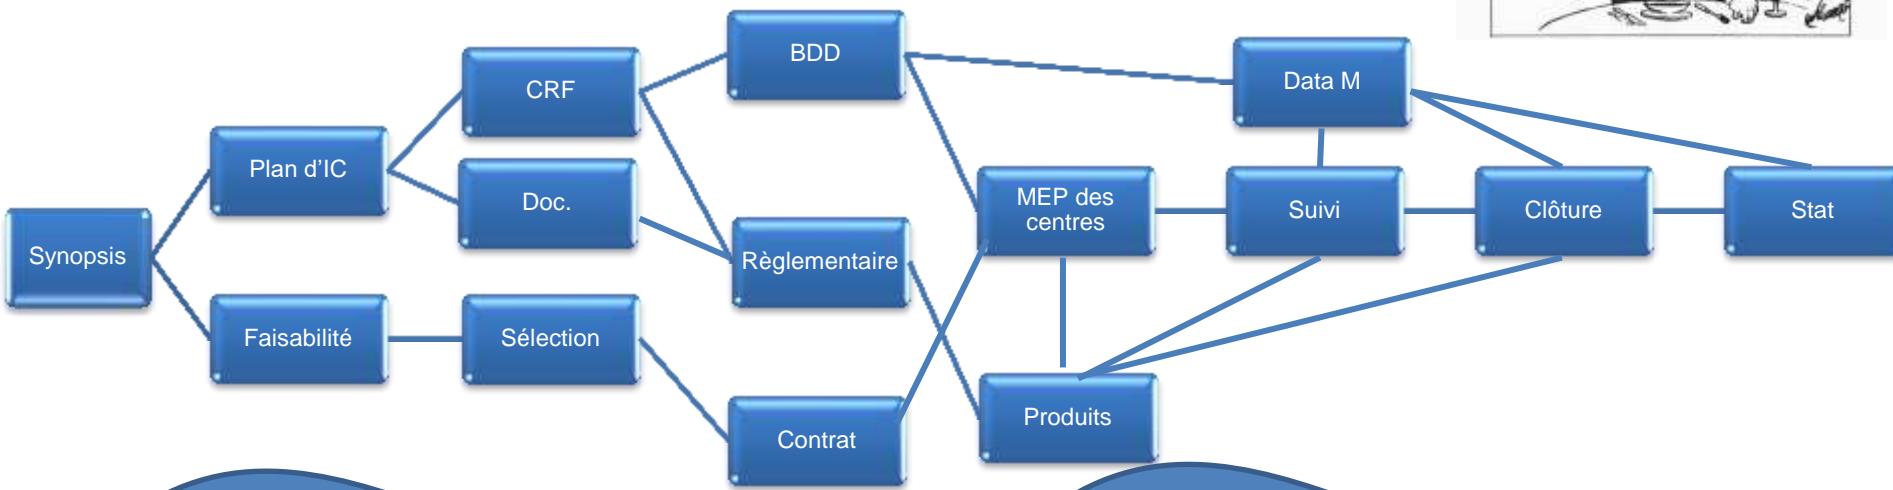 BDD
Data M
CRF
Plan d'IC
Doc.
MEP des
centres
Suivi
Clôture
Stat
Synopsis
Règlementaire
Faisabilité
Sélection
Produits
Contrat